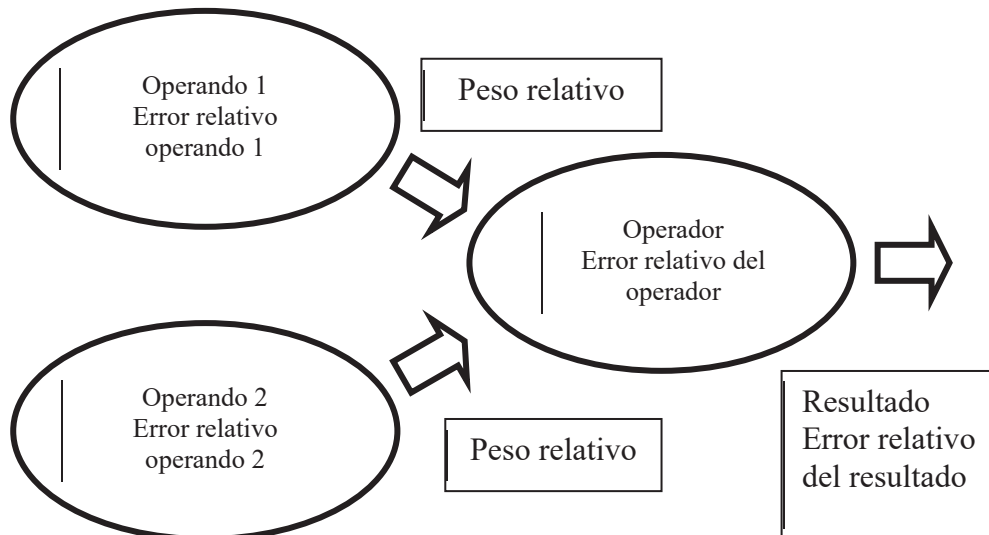 Operando 1
Error relativo
operando 1
Peso relativo
Operador
Error relativo del
operador
Operando 2
Error relativo
operando 2
Peso relativo
Resultado
Error relativo
del resultado